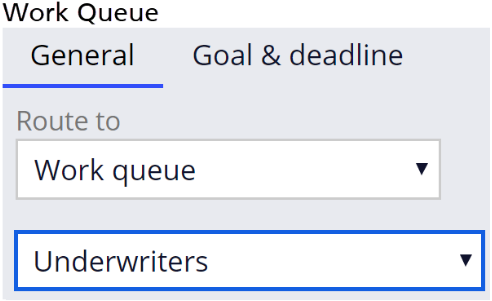 Work Queue
General Goal & deadline
Route to
Work queue
Underwriters